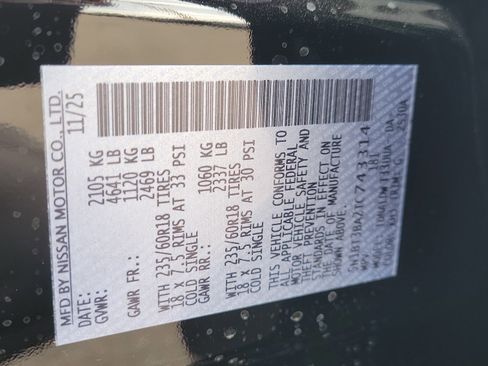 MFD BY NISSAN MOTOR CO., LTD.
DATE: 11/25
GVWR: 2105 KG
4641 LB
GAWR FR.: 1120 KG
2469 LB
WITH 235/60R18 TIRES
18 X 7.5 RIMS AT 33 PSI
COLD SINGLE
GAWR RR.: 1060 KG
2337 LB
WITH 235/60R18 TIRES
18 X 7.5 RIMS AT 30 PSI
COLD SINGLE
THIS VEHICLE CONFORMS TO
ALL APPLICABLE FEDERAL
MOTOR VEHICLE SAFETY AND
THEFT PREVENTION
STANDARDS IN EFFECT ON
THE DATE OF MANUFACTURE
SHOWN ABOVE.
743314
COLOR: G